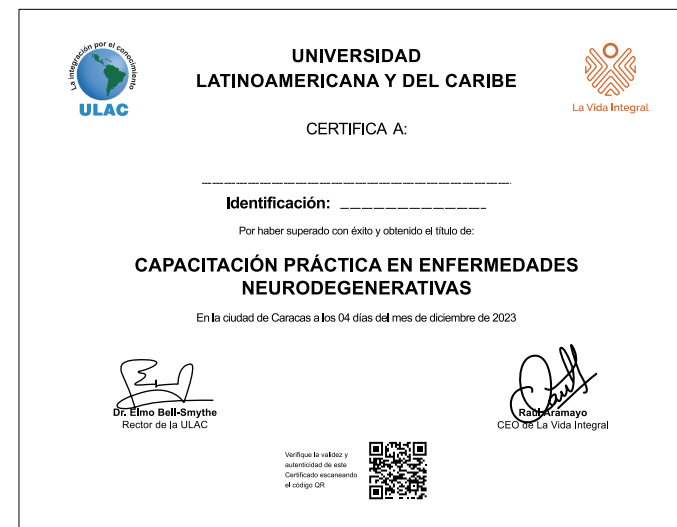 La integración por el conocimiento
ULAC
UNIVERSIDAD
LATINOAMERICANA Y DEL CARIBE
La Vida Integral
CERTIFICA A:
Identificación:
Por haber superado con éxito y obtenido el título de:
CAPACITACIÓN PRÁCTICA EN ENFERMEDADES
NEURODEGENERATIVAS
En la ciudad de Caracas a los 04 días del mes de diciembre de 2023
Dr. Elmo Bell-Smythe
Rector de la ULAC
Raúl Aramayo
CEO de La Vida Integral
Verifique la validez y
autenticidad de este
Certificado escaneando
el código QR